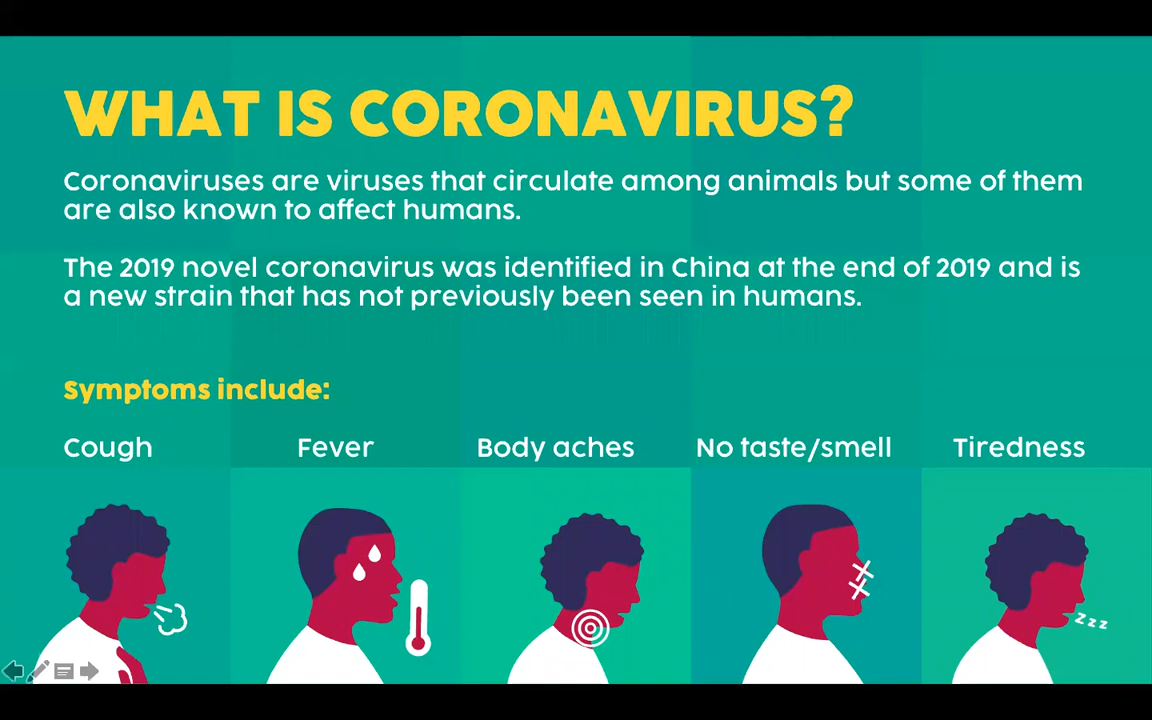 WHAT IS CORONAVIRUS?
Coronaviruses are viruses that circulate among animals but some of them
are also known to affect humans.
The 2019 novel coronavirus was identified in China at the end of 2019 and is
a new strain that has not previously been seen in humans.
Symptoms include:
Cough Fever Body aches No taste/smell Tiredness
zzz